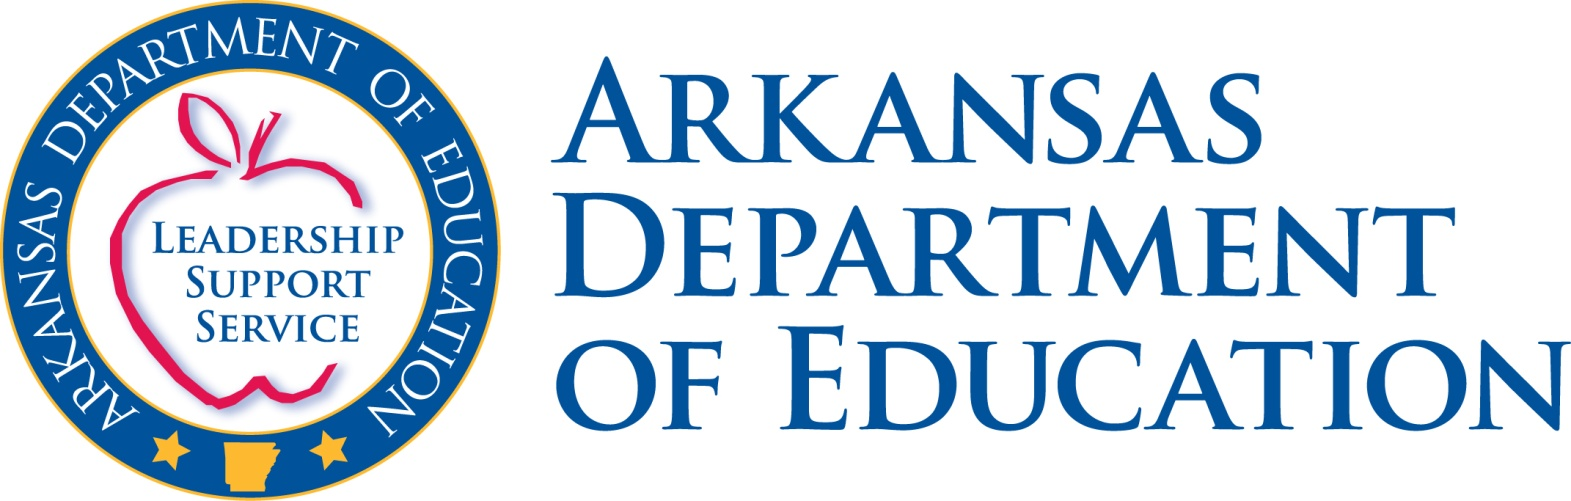 ARKANSAS DEPARTMENT OF EDUCATION
LEADERSHIP
SUPPORT
SERVICE
ARKANSAS
DEPARTMENT
OF EDUCATION